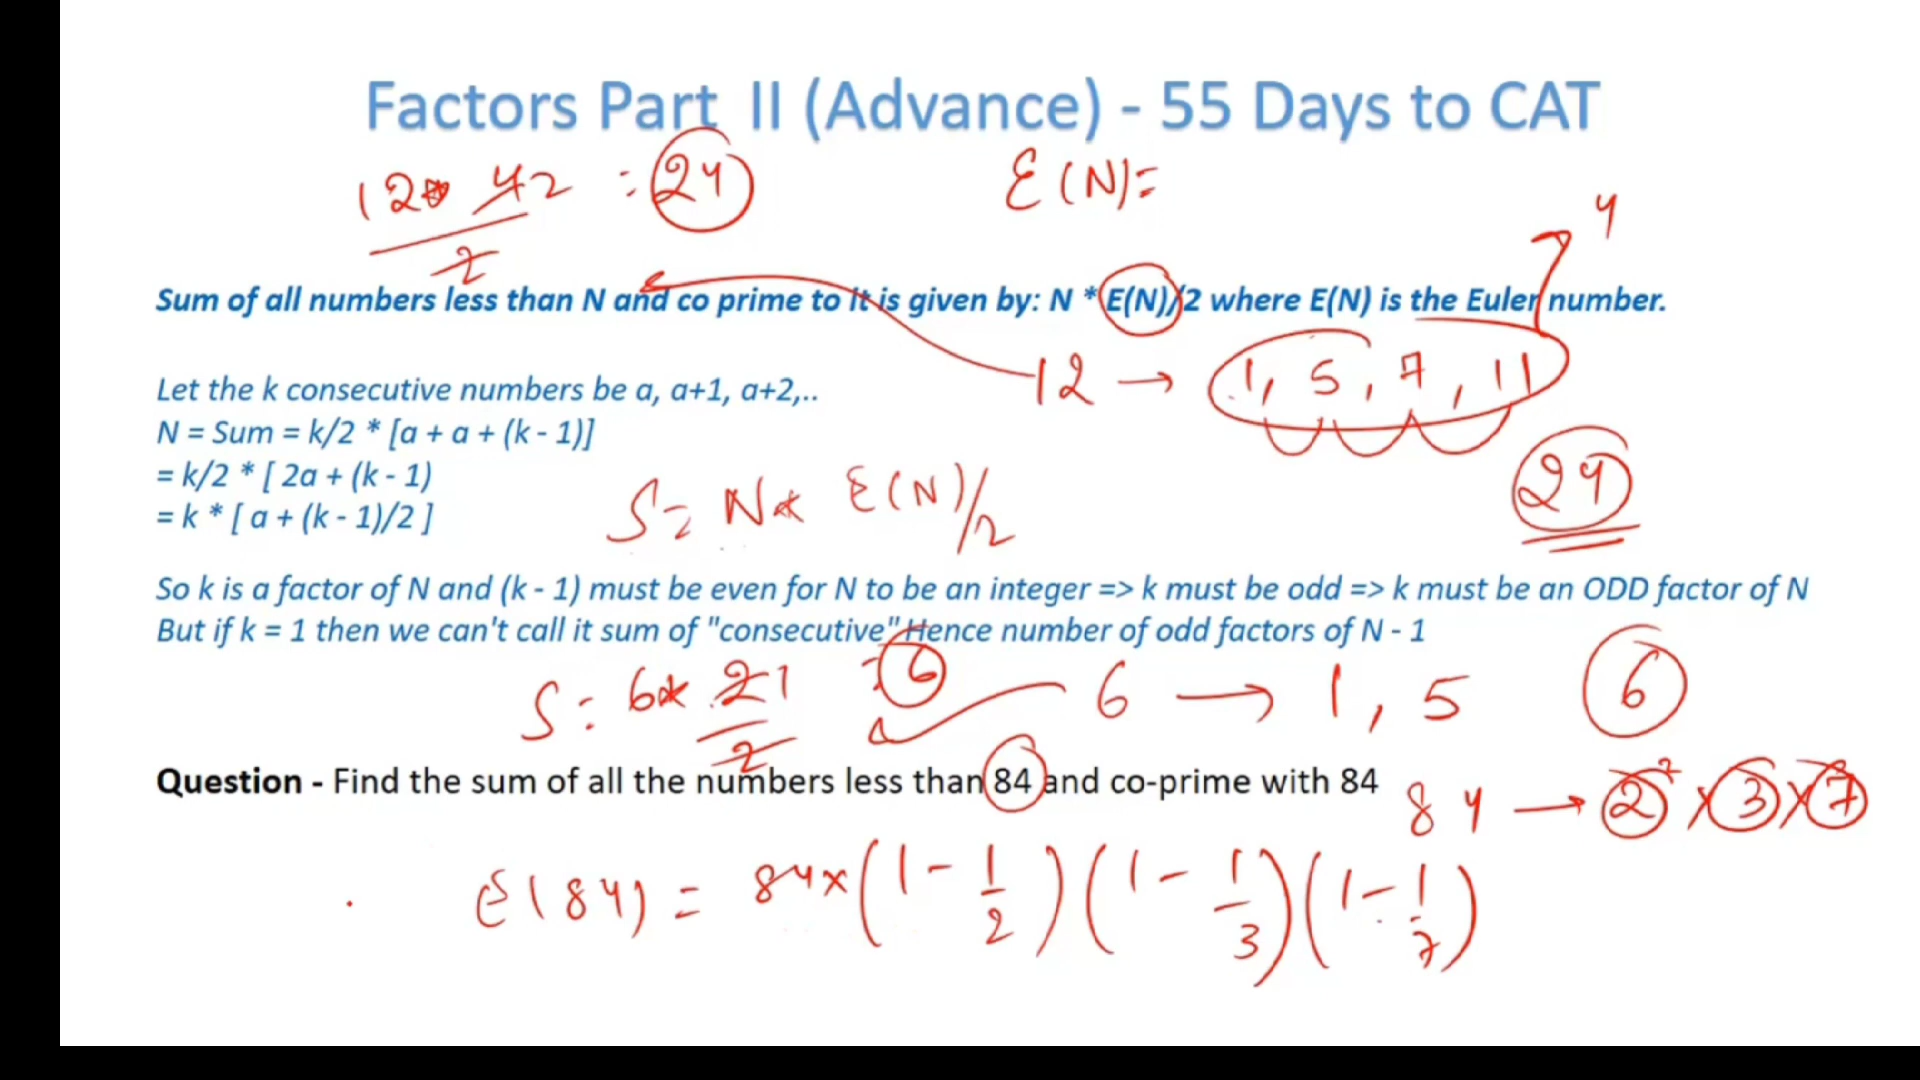 Factors Part II (Advance) - 55 Days to CAT
12 * 42 / 2 = 24
E(N)=
4
Sum of all numbers less than N and co prime to it is given by: N * E(N)/2 where E(N) is the Euler number.
12 → 1, 5, 7, 11
Let the k consecutive numbers be a, a+1, a+2,..
N = Sum = k/2 * [a + a + (k - 1)]
= k/2 * [ 2a + (k - 1)
24
= k * [ a + (k - 1)/2 ]
S= N* E(N)/2
So k is a factor of N and (k - 1) must be even for N to be an integer => k must be odd => k must be an ODD factor of N
But if k = 1 then we can't call it sum of "consecutive" Hence number of odd factors of N - 1
S= 6* 21 / 2 = 6
6 → 1, 5
6
Question - Find the sum of all the numbers less than 84 and co-prime with 84
84 → 2² × 3 × 7
E(84) = 84× (1 - 1/2) (1 - 1/3) (1 - 1/7)